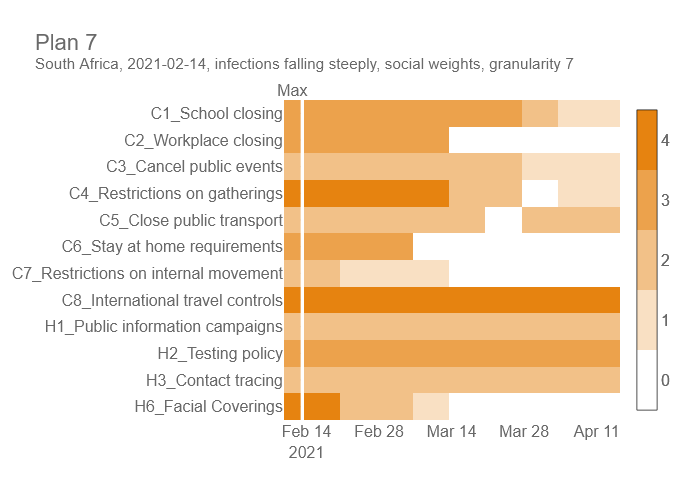 Plan 7
South Africa, 2021-02-14, infections falling steeply, social weights, granularity 7
Max
C1_School closing
C2_Workplace closing
C3_Cancel public events
C4_Restrictions on gatherings
C5_Close public transport
C6_Stay at home requirements
C7_Restrictions on internal movement
C8_International travel controls
H1_Public information campaigns
H2_Testing policy
H3_Contact tracing
H6_Facial Coverings
Feb 14 Feb 28 Mar 14 Mar 28 Apr 11
2021
4
3
2
1
0